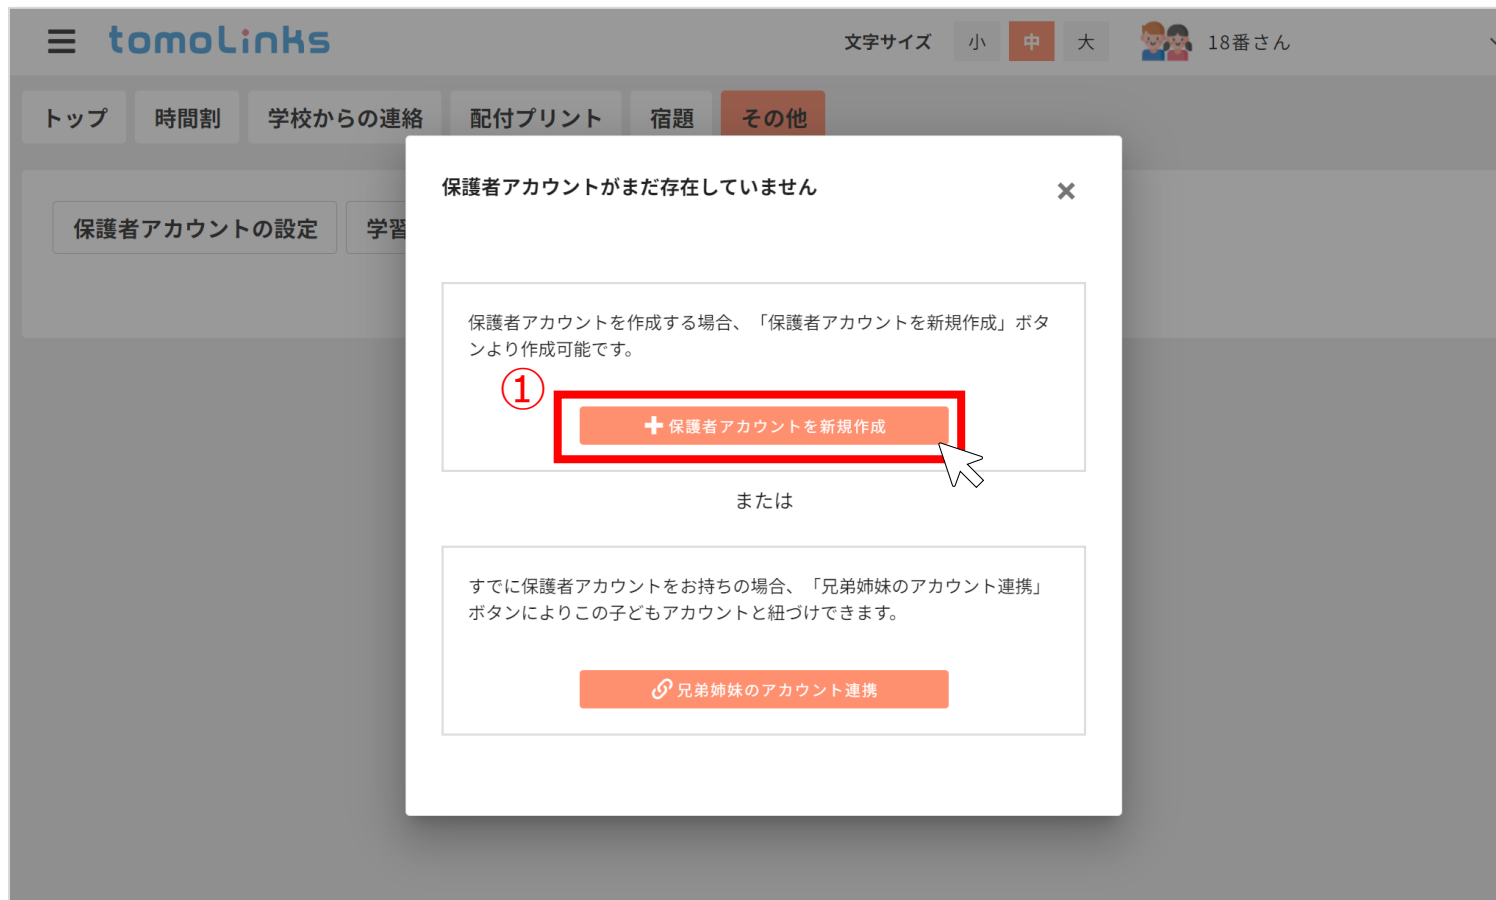 tomoLinks
文字サイズ 小 中 大 18番さん
トップ 時間割 学校からの連絡 配付プリント 宿題 その他
保護者アカウントの設定 学習
保護者アカウントがまだ存在していません
保護者アカウントを作成する場合、「保護者アカウントを新規作成」ボタ
ンより作成可能です。
①
保護者アカウントを新規作成
または
すでに保護者アカウントをお持ちの場合、「兄弟姉妹のアカウント連携」
ボタンによりこの子どもアカウントと紐づけできます。
兄弟姉妹のアカウント連携